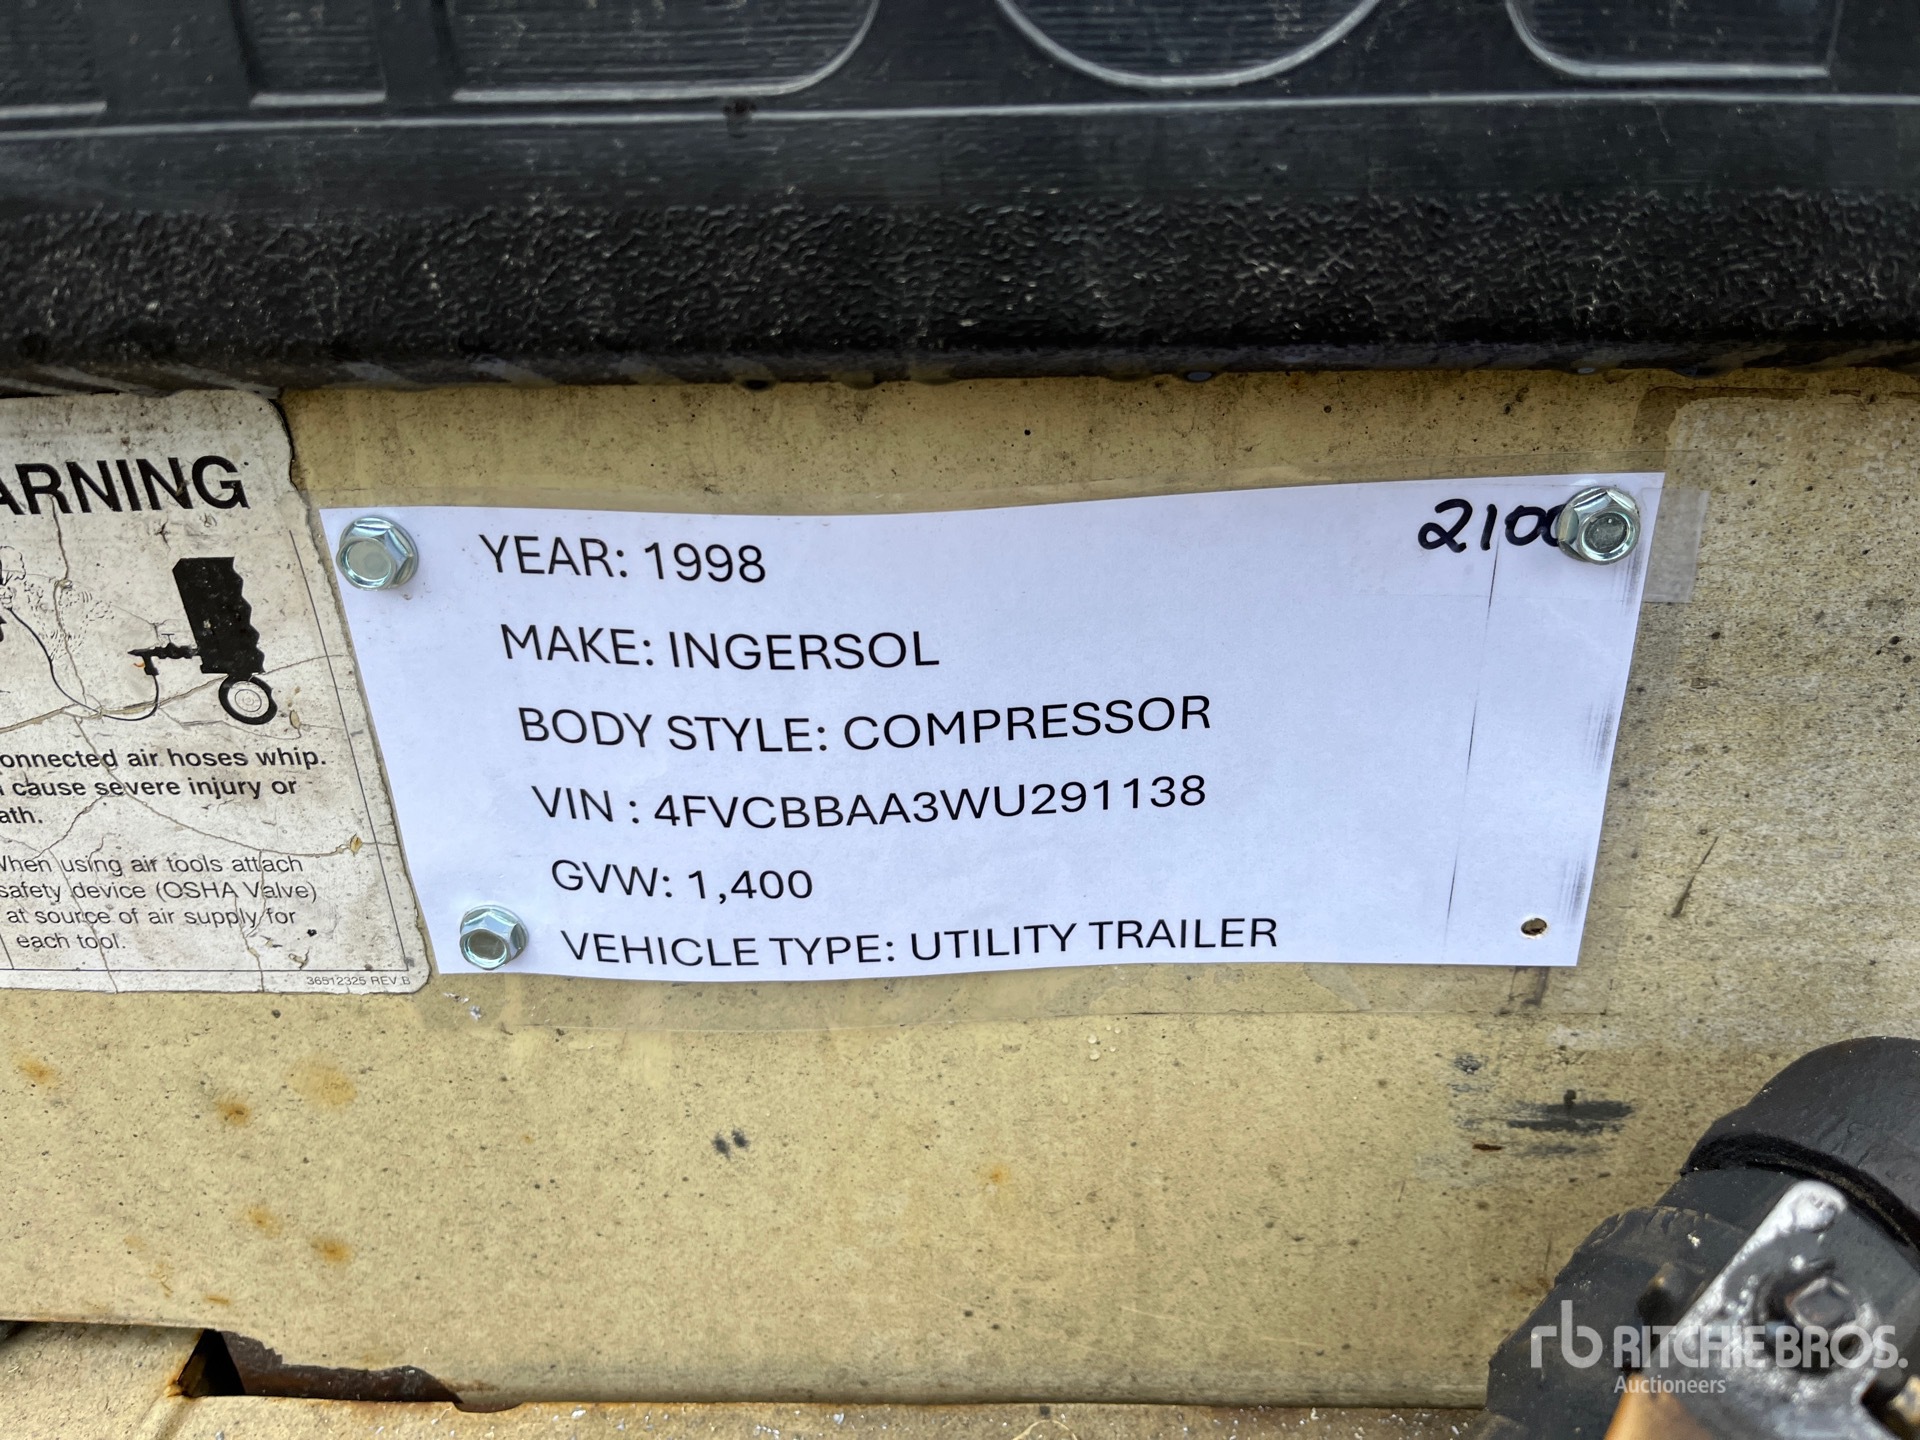 ARNING
onnected air hoses whip.
cause severe injury or
ath.
When using air tools attach
safety device (OSHA Valve)
at source of air supply for
each tool.
36512325 REV.B
YEAR: 1998
MAKE: INGERSOL
BODY STYLE: COMPRESSOR
VIN : 4FVCBBAA3WU291138
GVW: 1,400
VEHICLE TYPE: UTILITY TRAILER
2100
rb RITCHIE BROS.
Auctioneers